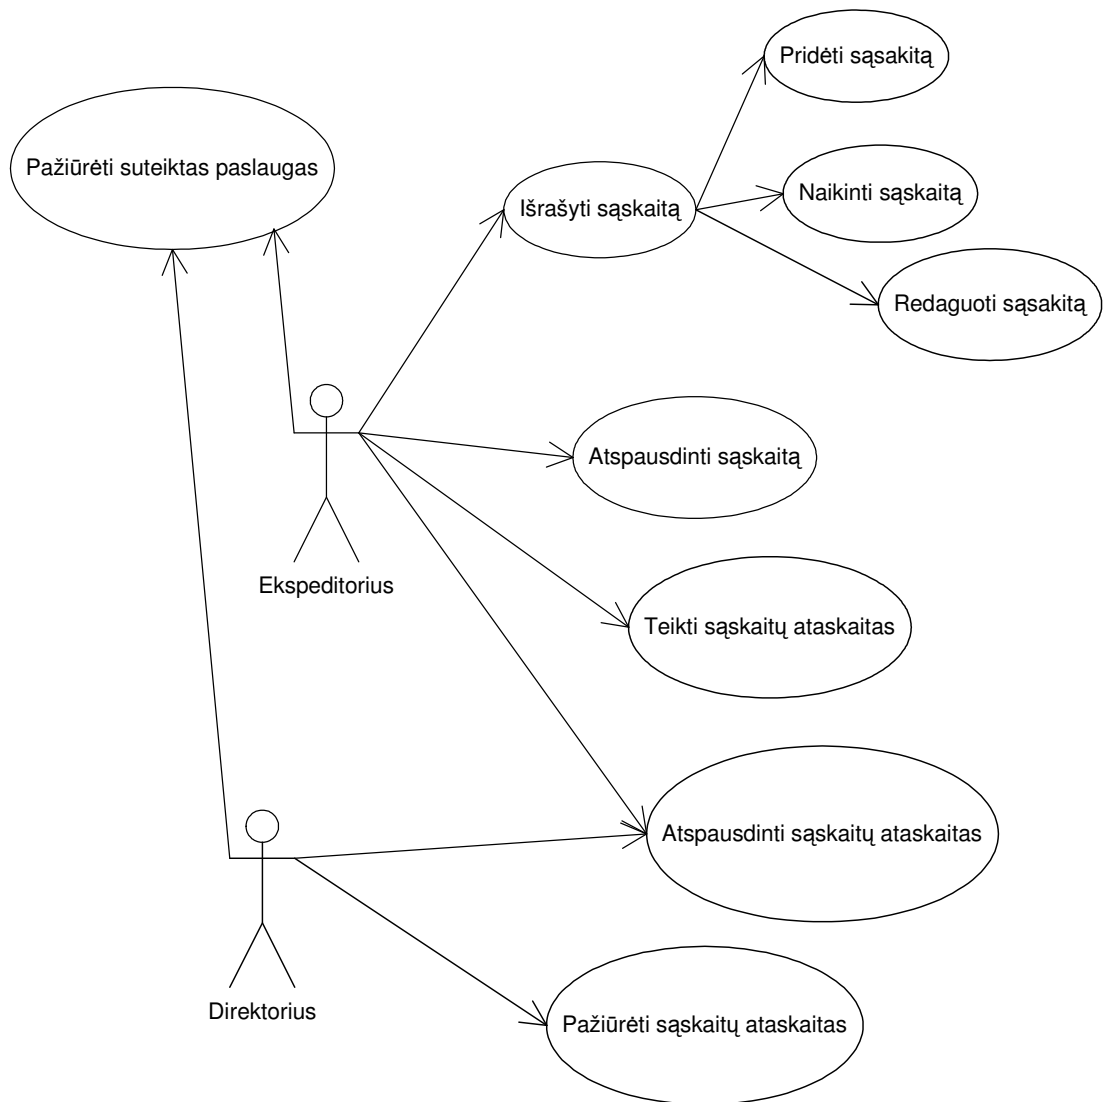 Pridėti sąsakitą
Pažiūrėti suteiktas paslaugas
Išrašyti sąskaitą
Naikinti sąskaitą
Redaguoti sąsakitą
Atspausdinti sąskaitą
Ekspeditorius
Teikti sąskaitų ataskaitas
Atspausdinti sąskaitų ataskaitas
Direktorius
Pažiūrėti sąskaitų ataskaitas